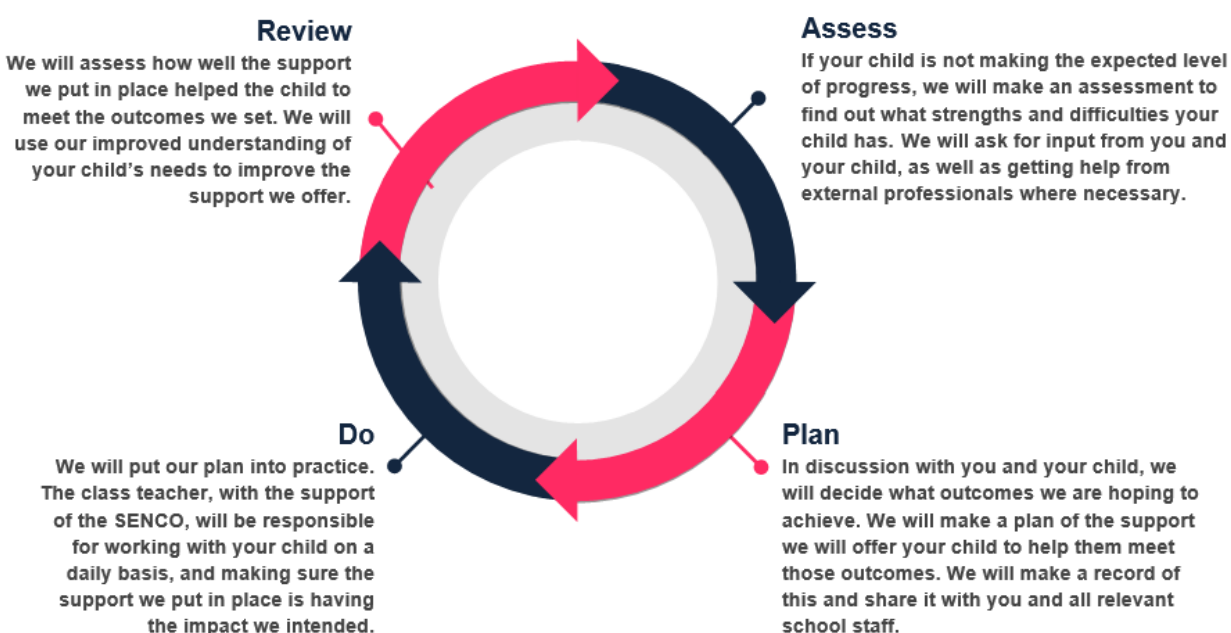 Review
We will assess how well the support
we put in place helped the child to
meet the outcomes we set. We will
use our improved understanding of
your child's needs to improve the
support we offer.
Assess
If your child is not making the expected level
of progress, we will make an assessment to
find out what strengths and difficulties your
child has. We will ask for input from you and
your child, as well as getting help from
external professionals where necessary.
Do
We will put our plan into practice.
The class teacher, with the support
of the SENCO, will be responsible
for working with your child on a
daily basis, and making sure the
support we put in place is having
the impact we intended.
Plan
In discussion with you and your child, we
will decide what outcomes we are hoping to
achieve. We will make a plan of the support
we will offer your child to help them meet
those outcomes. We will make a record of
this and share it with you and all relevant
school staff.